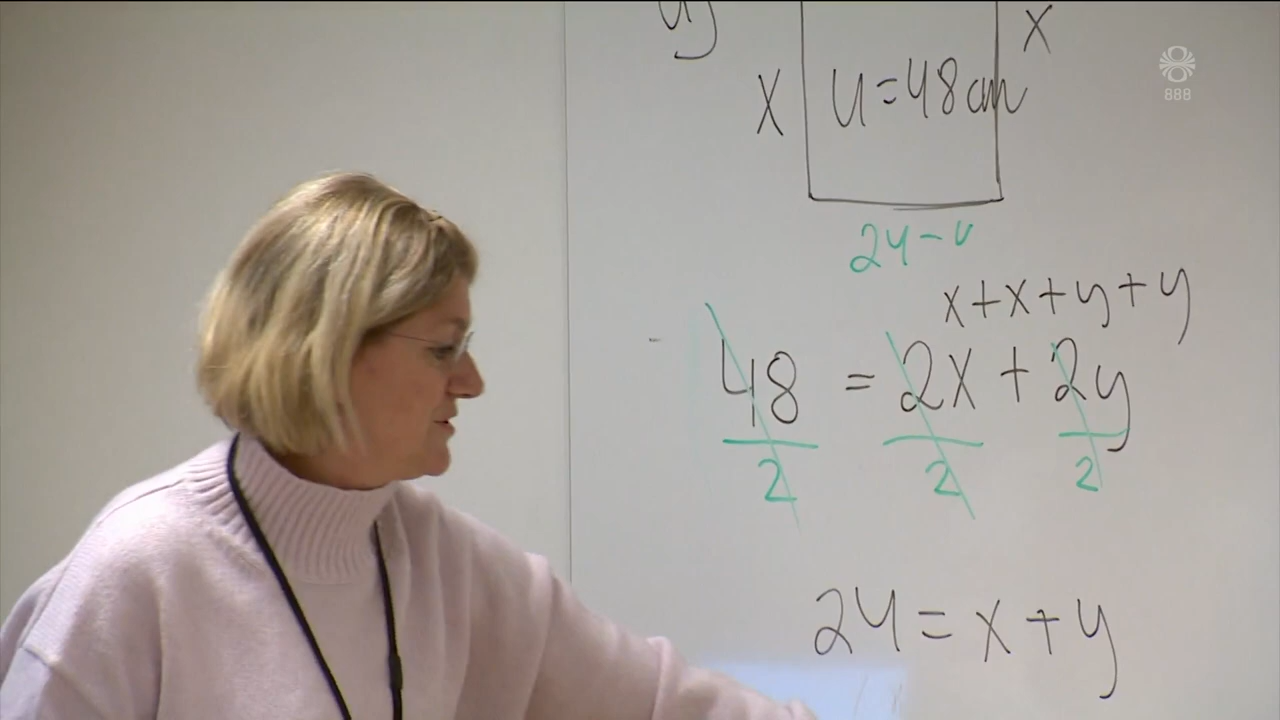 x
x U=48cm
888
24-
x+x+y+y
48 = 2x + 2y
2 2 2
24 = x + y